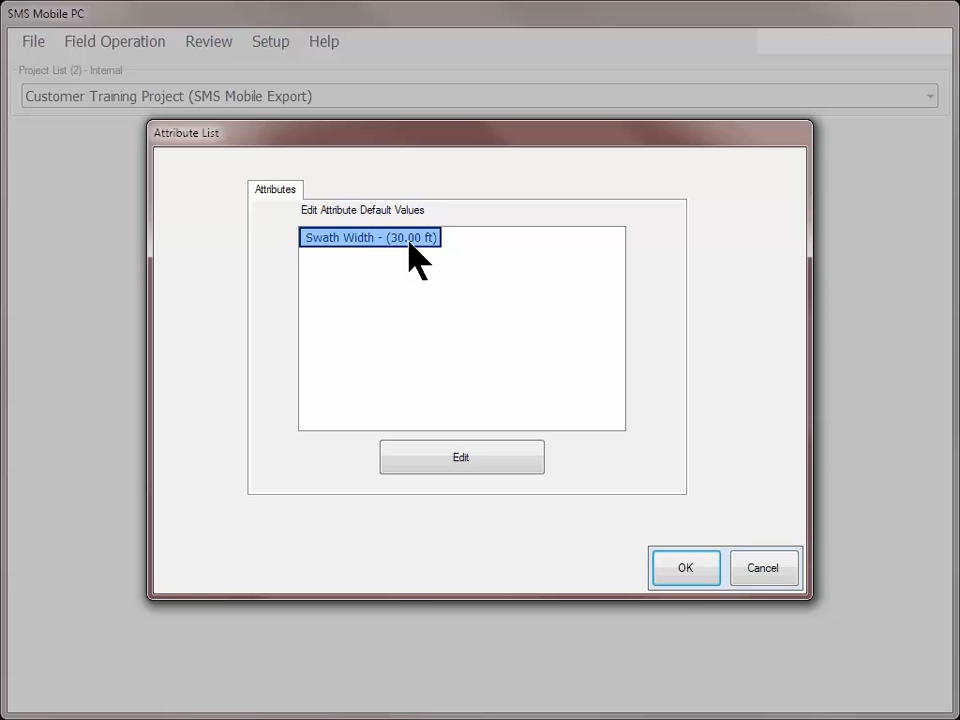 SMS Mobile PC
File Field Operation Review Setup Help
Project List (2) - Internal
Customer Training Project (SMS Mobile Export)
Attribute List
Attributes
Edit Attribute Default Values
Swath Width - (30.00 ft)
Edit
OK Cancel